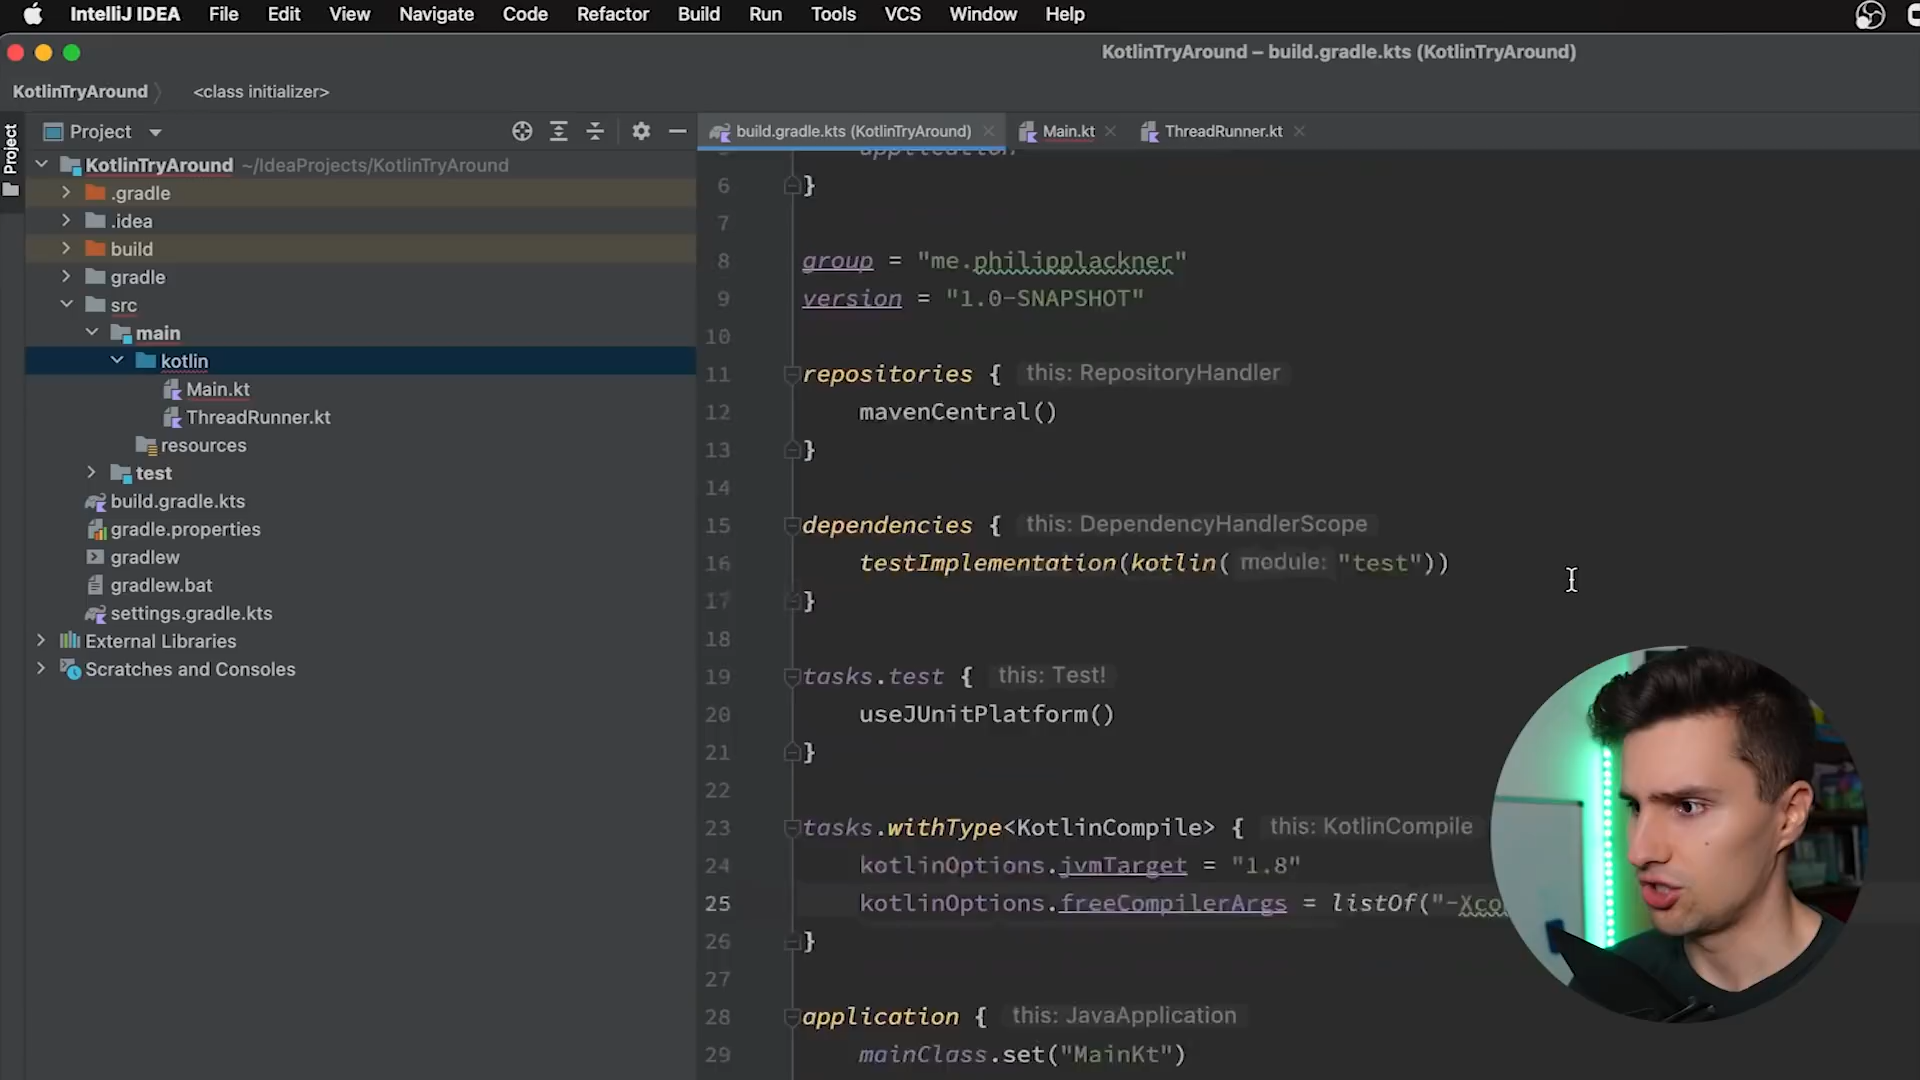 IntelliJ IDEA File Edit View Navigate Code Refactor Build Run Tools VCS Window Help
KotlinTryAround – build.gradle.kts (KotlinTryAround)
KotlinTryAround <class initializer>
Project
Project
build.gradle.kts (KotlinTryAround) Main.kt ThreadRunner.kt
KotlinTryAround ~/IdeaProjects/KotlinTryAround
.gradle
.idea
build
gradle
src
main
kotlin
Main.kt
ThreadRunner.kt
resources
test
build.gradle.kts
gradle.properties
gradlew
gradlew.bat
settings.gradle.kts
External Libraries
Scratches and Consoles
application
6 }
7
8 group = "me.philipplackner"
9 version = "1.0-SNAPSHOT"
10
11 repositories { this: RepositoryHandler
12 mavenCentral()
13 }
14
15 dependencies { this: DependencyHandlerScope
16 testImplementation(kotlin( module: "test"))
17 }
18
19 tasks.test { this: Test!
20 useJUnitPlatform()
21 }
22
23 tasks.withType<KotlinCompile> { this: KotlinCompile
24 kotlinOptions.jvmTarget = "1.8"
25 kotlinOptions.freeCompilerArgs = listOf("-Xco
26 }
27
28 application { this: JavaApplication
29 mainClass.set("MainKt")